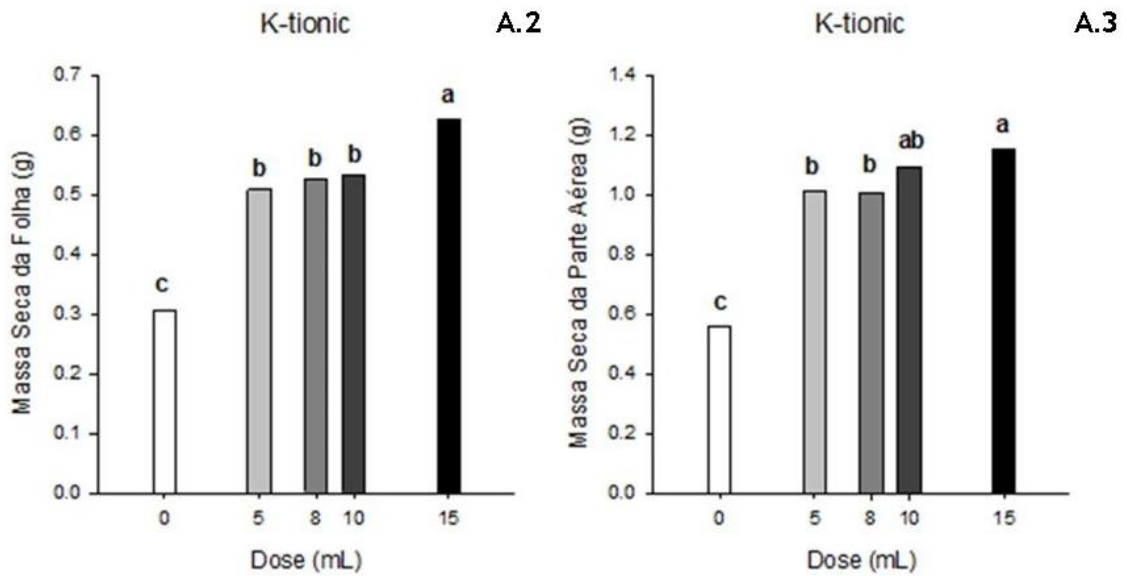 K-tionic
A.2
Massa Seca da Folha (g)
0.7
0.6
0.5
0.4
0.3
0.2
0.1
0.0
c
b
b
b
a
0
5
8
10
15
Dose (mL)
K-tionic
A.3
Massa Seca da Parte Aérea (g)
1.4
1.2
1.0
0.8
0.6
0.4
0.2
0.0
c
b
b
ab
a
0
5
8
10
15
Dose (mL)